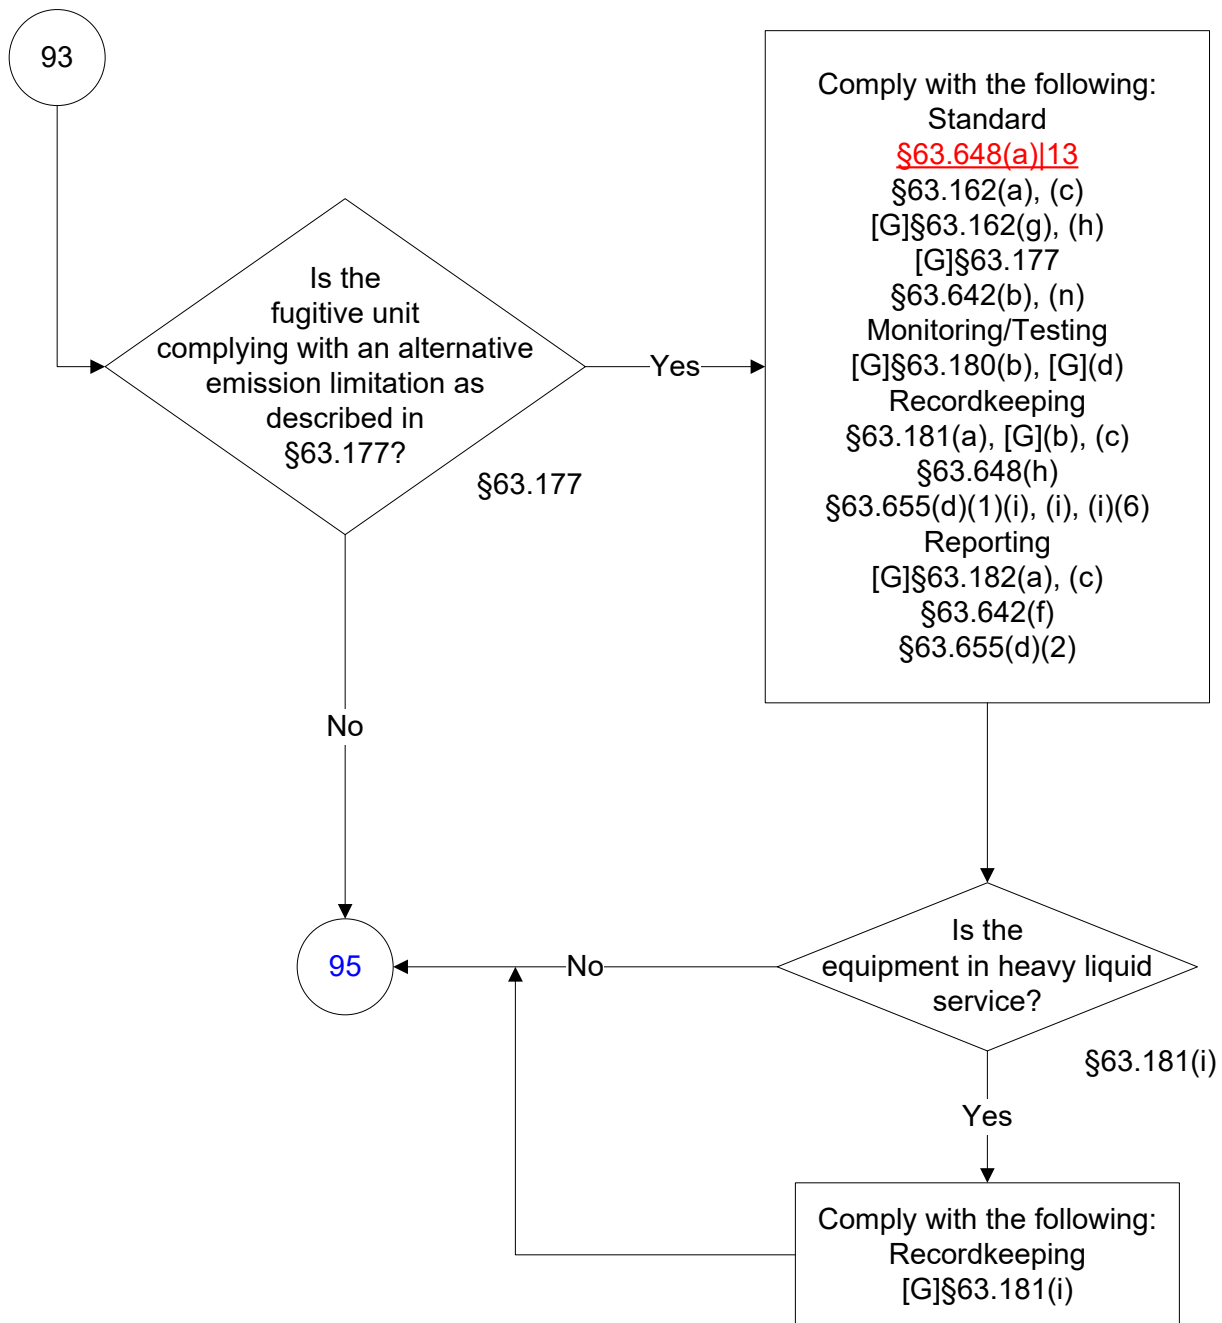 93
Is the
fugitive unit
complying with an alternative
emission limitation as
described in
§63.177?
§63.177
Yes
No
Comply with the following:
Standard
§63.648(a)|13
§63.162(a), (c)
[G]§63.162(g), (h)
[G]§63.177
§63.642(b), (n)
Monitoring/Testing
[G]§63.180(b), [G](d)
Recordkeeping
§63.181(a), [G](b), (c)
§63.648(h)
§63.655(d)(1)(i), (i), (i)(6)
Reporting
[G]§63.182(a), (c)
§63.642(f)
§63.655(d)(2)
Is the
equipment in heavy liquid
service?
§63.181(i)
No
95
Yes
Comply with the following:
Recordkeeping
[G]§63.181(i)